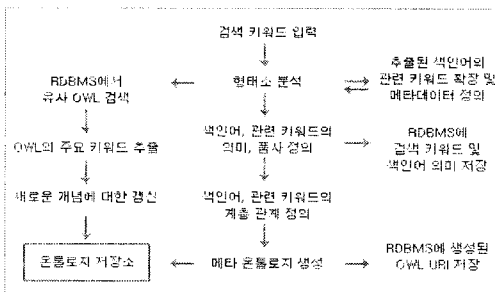 검색 키워드 입력
RDBMS에서
유사 OWL 검색
형태소 분석
추출된 색인어와
관련 키워드 확장 및
메타데이터 정의
OWL의 주요 키워드 추출
색인어, 관련 키워드의
의미, 품사 정의
RDBMS에
검색 키워드 및
색인어 의미 저장
새로운 개념에 대한 갱신
색인어, 관련 키워드의
계층 관계 정의
온톨로지 저장소
메타 온톨로지 생성
RDBMS에 생성된
OWL URI 저장